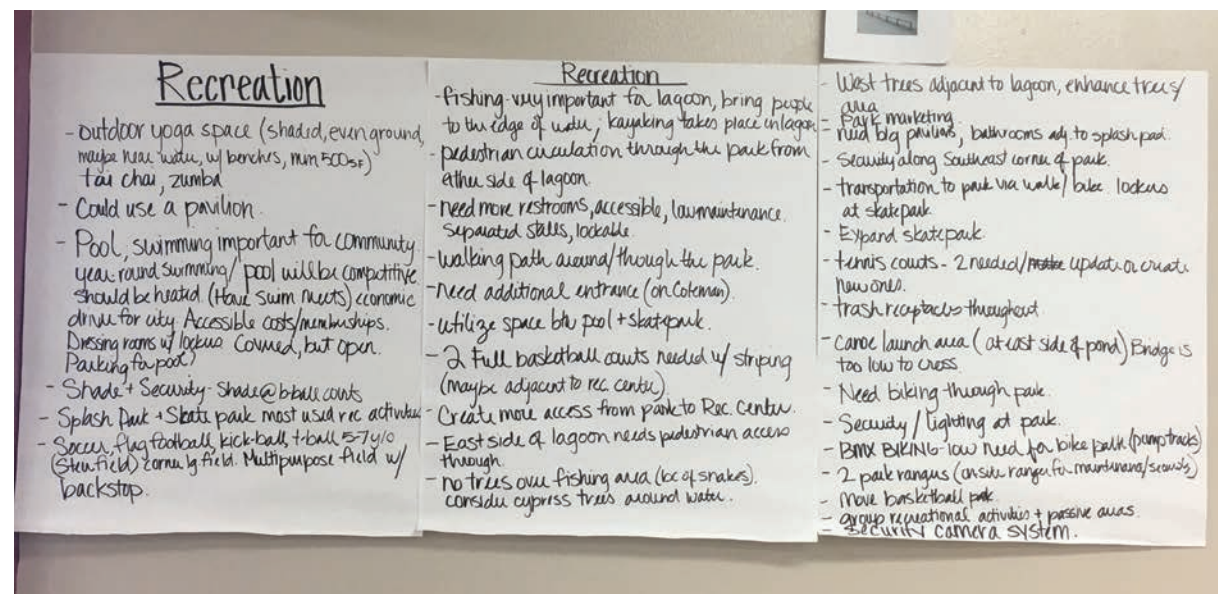 Recreation
- outdoor yoga space (shaded, even ground,
maybe near water, w/ benches, min 500SF)
tai chai, zumba
- Could use a pavilion.
- Pool, swimming important for community
year-round swimming/ pool will be competitive
should be heated. (Have swim meets) economic
driver for city. Accessible costs/memberships.
Dressing rooms w/ lockers Covered, but open.
Parking for pool?
- Shade + Security - Shade @ b-ball courts
- Splash Park + Skate park most used rec activities
- Soccer, flag football, kick-ball, t-ball 5-7 y/o
field) corner lg. field. Multipurpose field w/
backstop.
Recreation
- fishing - very important for lagoon, bring people
to the edge of water; kayaking takes place in lagoon
- pedestrian circulation through the park from
either side of lagoon.
- need more restrooms, accessible, low maintenance.
separated stalls, lockable.
- walking path around/through the park.
- need additional entrance (on Coleman).
- utilize space btw pool + skatepark.
- 2 full basketball courts needed w/ striping
(maybe adjacent to rec. center).
- Create more access from park to Rec. Center.
- East side of lagoon needs pedestrian access
through.
- no trees over fishing area (bc of snakes).
consider cypress trees around water.
- West trees adjacent to lagoon, enhance trees/
area
- Park marketing
- need big pavilions, bathrooms adj. to splash pad.
- Security along Southeast corner of park.
- transportation to park via walk/bike. lockers
at skatepark.
- Expand skatepark.
- tennis courts - 2 needed/ update or create
new ones.
- trash receptacles throughout
- Canoe launch area (at east side of pond) Bridge is
too low to cross.
- Need biking through park.
- Security / lighting at park.
- BMX BIKING - low need for bike path (pump tracks)
- 2 park rangers (onsite ranger for maintenance/security)
- move basketball
- group recreational activities + passive areas.
- security camera system.